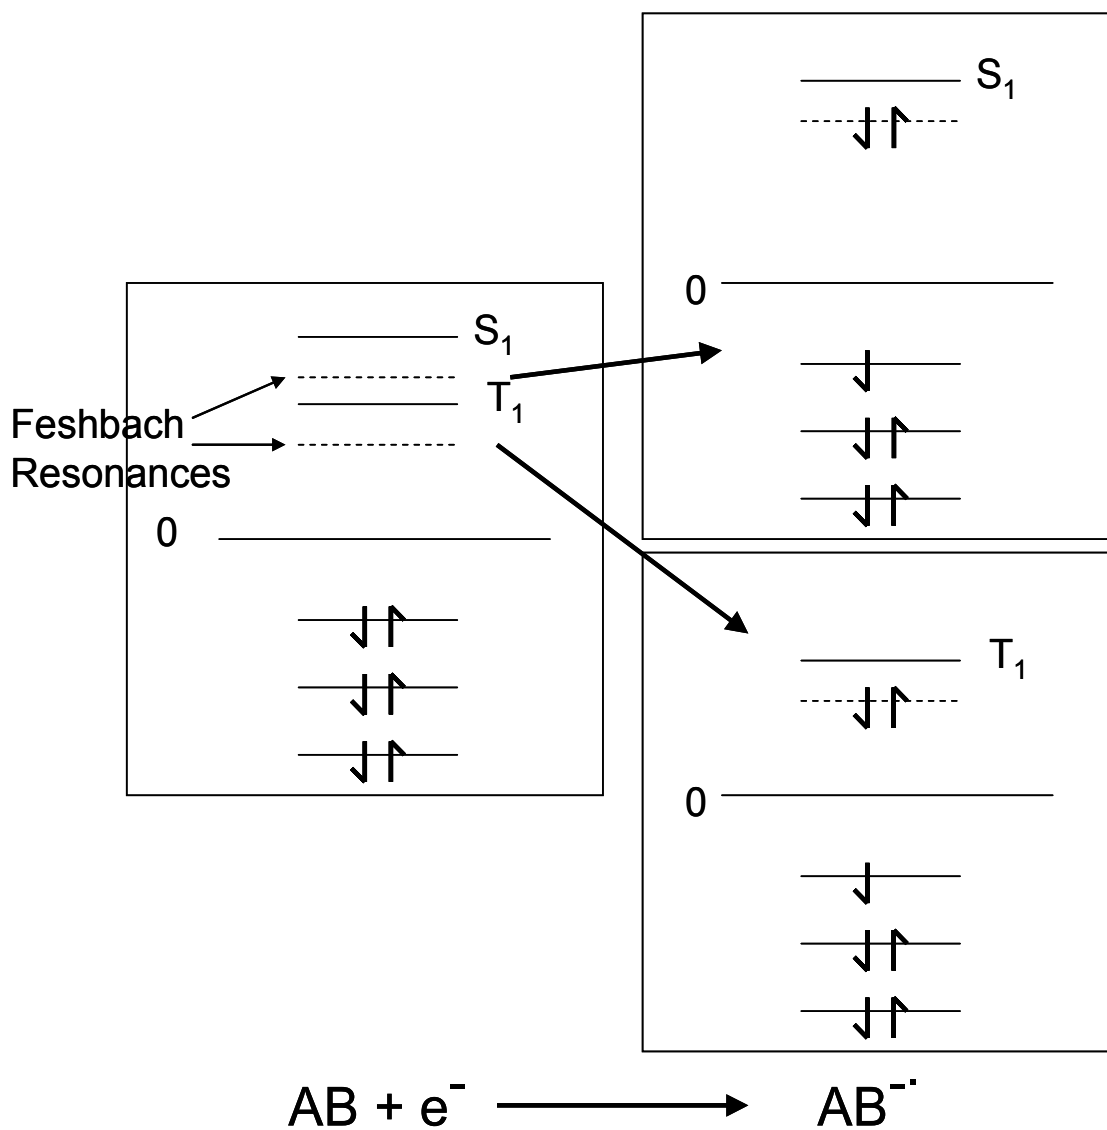 S₁
0
S₁
T₁
Feshbach
Resonances
0
T₁
0
AB + e⁻
AB⁻·